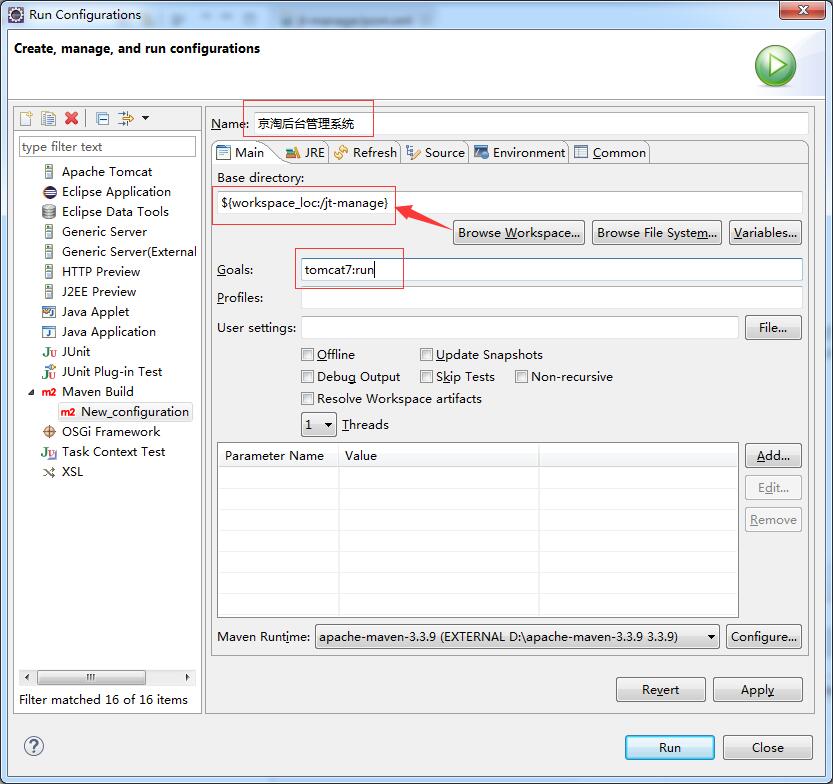 Run Configurations
Create, manage, and run configurations
type filter text
Apache Tomcat
Eclipse Application
Eclipse Data Tools
Generic Server
Generic Server(External
HTTP Preview
J2EE Preview
Java Applet
Java Application
JUnit
JUnit Plug-in Test
Maven Build
New_configuration
OSGi Framework
Task Context Test
XSL
Filter matched 16 of 16 items
Name: 京淘后台管理系统
Main JRE Refresh Source Environment Common
Base directory:
${workspace_loc:/jt-manage}
Browse Workspace... Browse File System... Variables...
Goals: tomcat7:run
Profiles:
User settings: File...
Offline Update Snapshots
Debug Output Skip Tests Non-recursive
Resolve Workspace artifacts
1 Threads
Parameter Name Value
Add...
Edit...
Remove
Maven Runtime: apache-maven-3.3.9 (EXTERNAL D:\apache-maven-3.3.9 3.3.9) Configure...
Revert Apply
Run Close